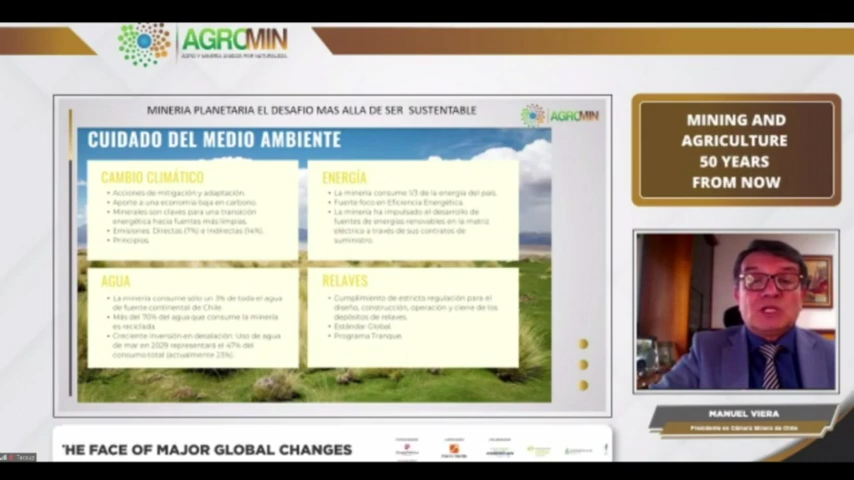 AGROMIN
AGRO Y MINERÍA UNIDOS POR NATURALEZA
MINERIA PLANETARIA EL DESAFIO MAS ALLA DE SER SUSTENTABLE
AGROMIN
CUIDADO DEL MEDIO AMBIENTE
CAMBIO CLIMÁTICO
• Acciones de mitigación y adaptación.
• Aporte a una economía baja en carbono.
• Minerales son claves para una transición
energética hacia fuentes más limpias.
• Emisiones: Directas (7%) e Indirectas (14%).
• Principios.
ENERGÍA
• La minería consume 1/3 de la energía del país.
• Fuerte foco en Eficiencia Energética.
• La minería ha impulsado el desarrollo de
fuentes de energías renovables en la matriz
eléctrica a través de sus contratos de
suministro.
AGUA
• La minería consume sólo un 3% de toda el agua
de fuente continental de Chile
• Más del 70% del agua que consume la minería
es reciclada.
• Creciente inversión en desalación: Uso de agua
de mar en 2029 representará el 47% del
consumo total (actualmente 23%).
RELAVES
• Cumplimiento de estricta regulación para el
diseño, construcción, operación y cierre de los
depósitos de relaves.
• Estándar Global
• Programa Tranque.
MINING AND
AGRICULTURE
50 YEARS
FROM NOW
MANUEL VIERA
Presidente en Cámara Minera de Chile
THE FACE OF MAJOR GLOBAL CHANGES